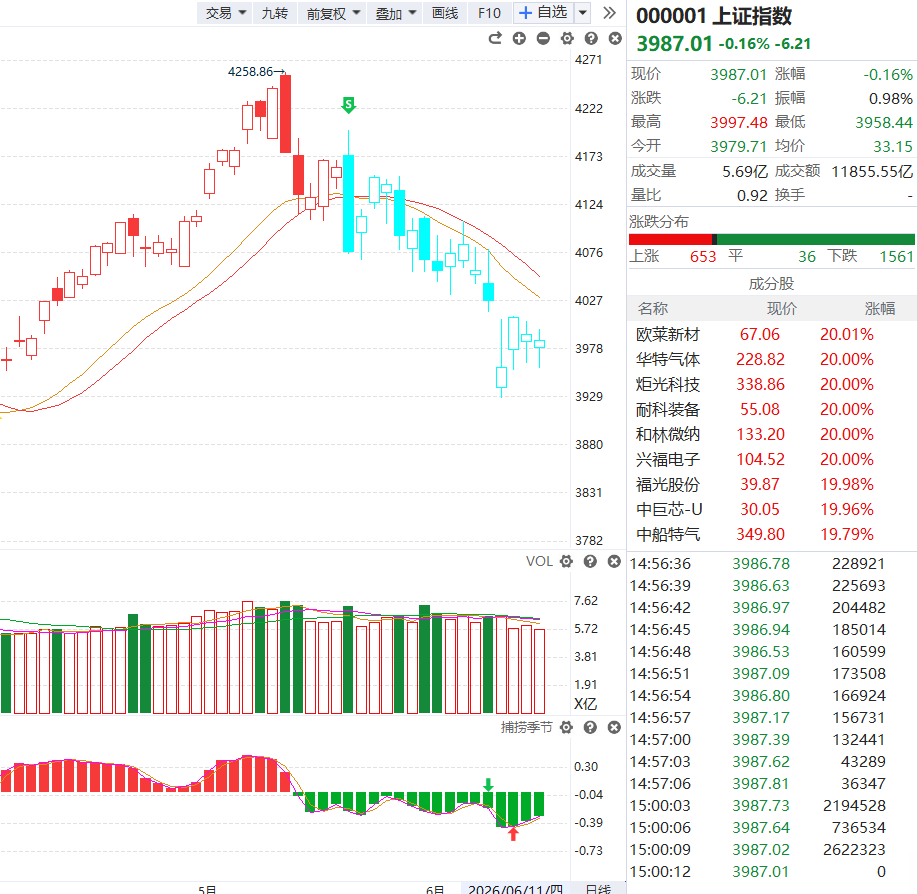 交易 九转 前复权 叠加 画线 F10 +自选
000001 上证指数
3987.01 -0.16% -6.21
现价 3987.01 涨幅 -0.16%
涨跌 -6.21 振幅 0.98%
最高 3997.48 最低 3958.44
今开 3979.71 均价 33.15
成交量 5.69亿 成交额 11855.55亿
量比 0.92 换手 -
涨跌分布
上涨 653 平 36 下跌 1561
成分股
名称 现价 涨幅
欧莱新材 67.06 20.01%
华特气体 228.82 20.00%
炬光科技 338.86 20.00%
耐科装备 55.08 20.00%
和林微纳 133.20 20.00%
兴福电子 104.52 20.00%
福光股份 39.87 19.98%
中巨芯-U 30.05 19.96%
中船特气 349.80 19.79%
14:56:36 3986.78 228921
14:56:39 3986.63 225693
14:56:42 3986.97 204482
14:56:45 3986.94 185014
14:56:48 3986.53 160599
14:56:51 3987.09 173508
14:56:54 3986.80 166924
14:56:57 3987.17 156731
14:57:00 3987.39 132441
14:57:03 3987.62 43289
14:57:06 3987.81 36347
15:00:03 3987.73 2194528
15:00:06 3987.64 736534
15:00:09 3987.02 2622323
15:00:12 3987.01 0
4258.86
S
4271
4222
4173
4124
4076
4027
3978
3929
3880
3831
3782
VOL
7.62
5.72
3.81
1.91
X亿
捕捞季节
0.30
-0.04
-0.39
-0.73
5月 6月 2026/06/11/四 日线